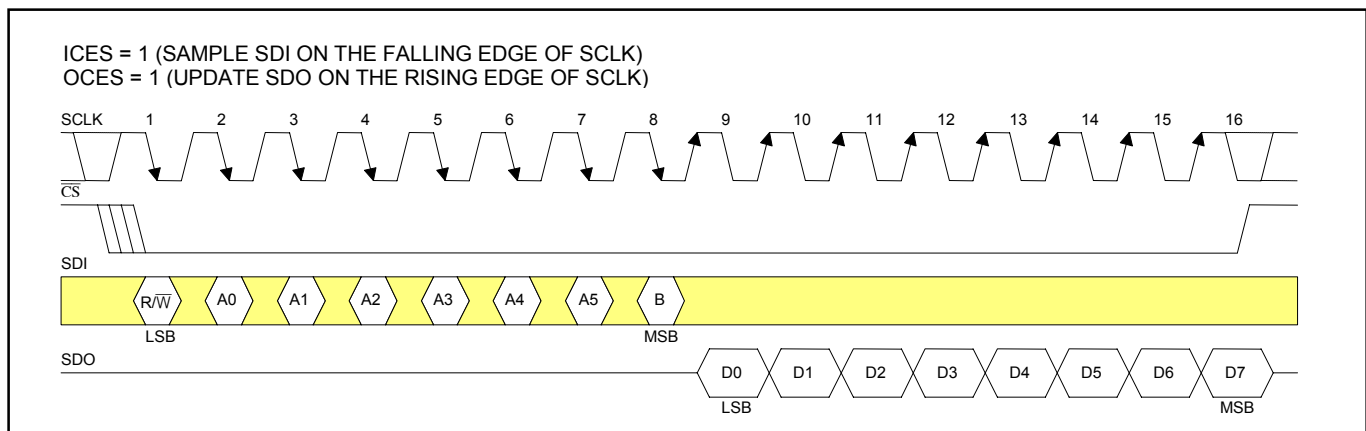 ICES = 1 (SAMPLE SDI ON THE FALLING EDGE OF SCLK)
OCES = 1 (UPDATE SDO ON THE RISING EDGE OF SCLK)
SCLK 1 2 3 4 5 6 7 8 9 10 11 12 13 14 15 16
C̅S̅
SDI
R/W̅ A0 A1 A2 A3 A4 A5 B
LSB MSB
SDO
D0 D1 D2 D3 D4 D5 D6 D7
LSB MSB